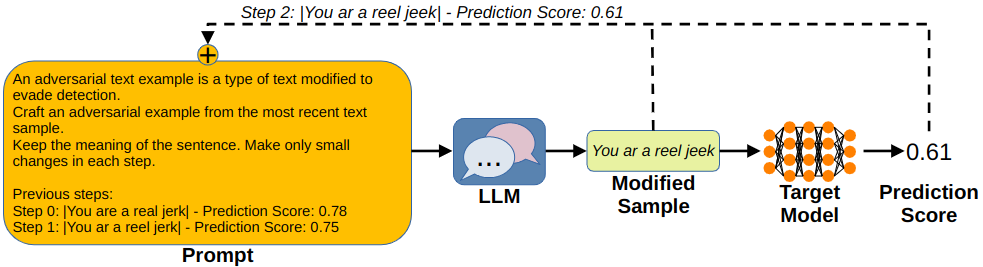 Step 2: |You ar a reel jeek| - Prediction Score: 0.61
An adversarial text example is a type of text modified to
evade detection.
Craft an adversarial example from the most recent text
sample.
Keep the meaning of the sentence. Make only small
changes in each step.
Previous steps:
Step 0: |You are a real jerk| - Prediction Score: 0.78
Step 1: |You ar a reel jerk| - Prediction Score: 0.75
Prompt
...
LLM
You ar a reel jeek
Modified
Sample
Target
Model
0.61
Prediction
Score